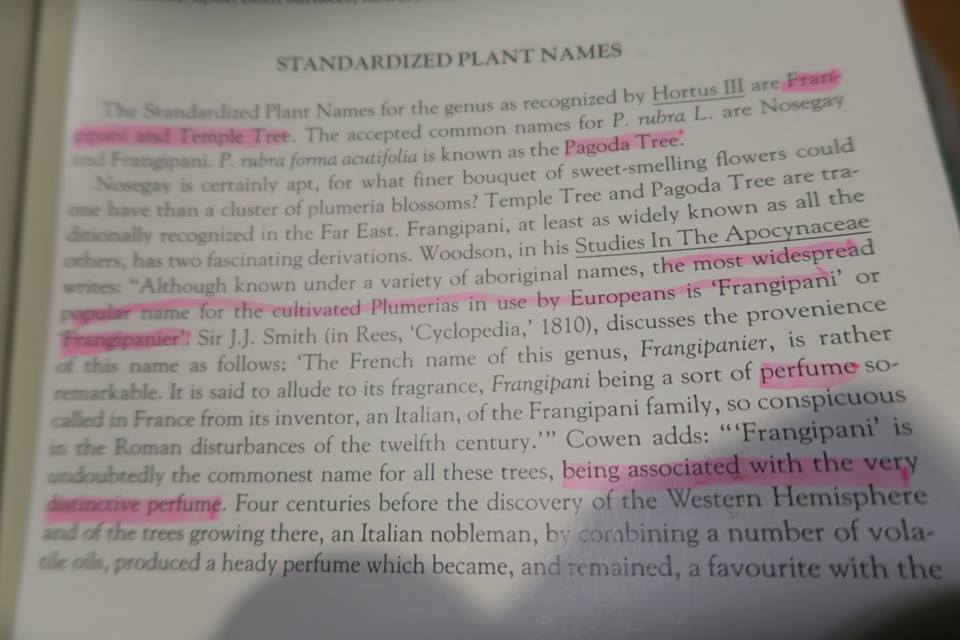 STANDARDIZED PLANT NAMES
The Standardized Plant Names for the genus as recognized by Hortus III are Fran-
pani and Temple Tree. The accepted common names for P. rubra L. are Nosegay
and Frangipani. P. rubra forma acutifolia is known as the Pagoda Tree.
Nosegay is certainly apt, for what finer bouquet of sweet-smelling flowers could
one have than a cluster of plumeria blossoms? Temple Tree and Pagoda Tree are tra-
ditionally recognized in the Far East. Frangipani, at least as widely known as all the
others, has two fascinating derivations. Woodson, in his Studies In The Apocynaceae
writes: "Although known under a variety of aboriginal names, the most widespread
popular name for the cultivated Plumerias in use by Europeans is 'Frangipani' or
'Frangipanier'! Sir J.J. Smith (in Rees, 'Cyclopedia,' 1810), discusses the provenience
of this name as follows: 'The French name of this genus, Frangipanier, is rather
remarkable. It is said to allude to its fragrance, Frangipani being a sort of perfume so-
called in France from its inventor, an Italian, of the Frangipani family, so conspicuous
in the Roman disturbances of the twelfth century.'" Cowen adds: "'Frangipani' is
undoubtedly the commonest name for all these trees, being associated with the very
distinctive perfume. Four centuries before the discovery of the Western Hemisphere
and of the trees growing there, an Italian nobleman, by combining a number of vola-
tile oils, produced a heady perfume which became, and remained, a favourite with the